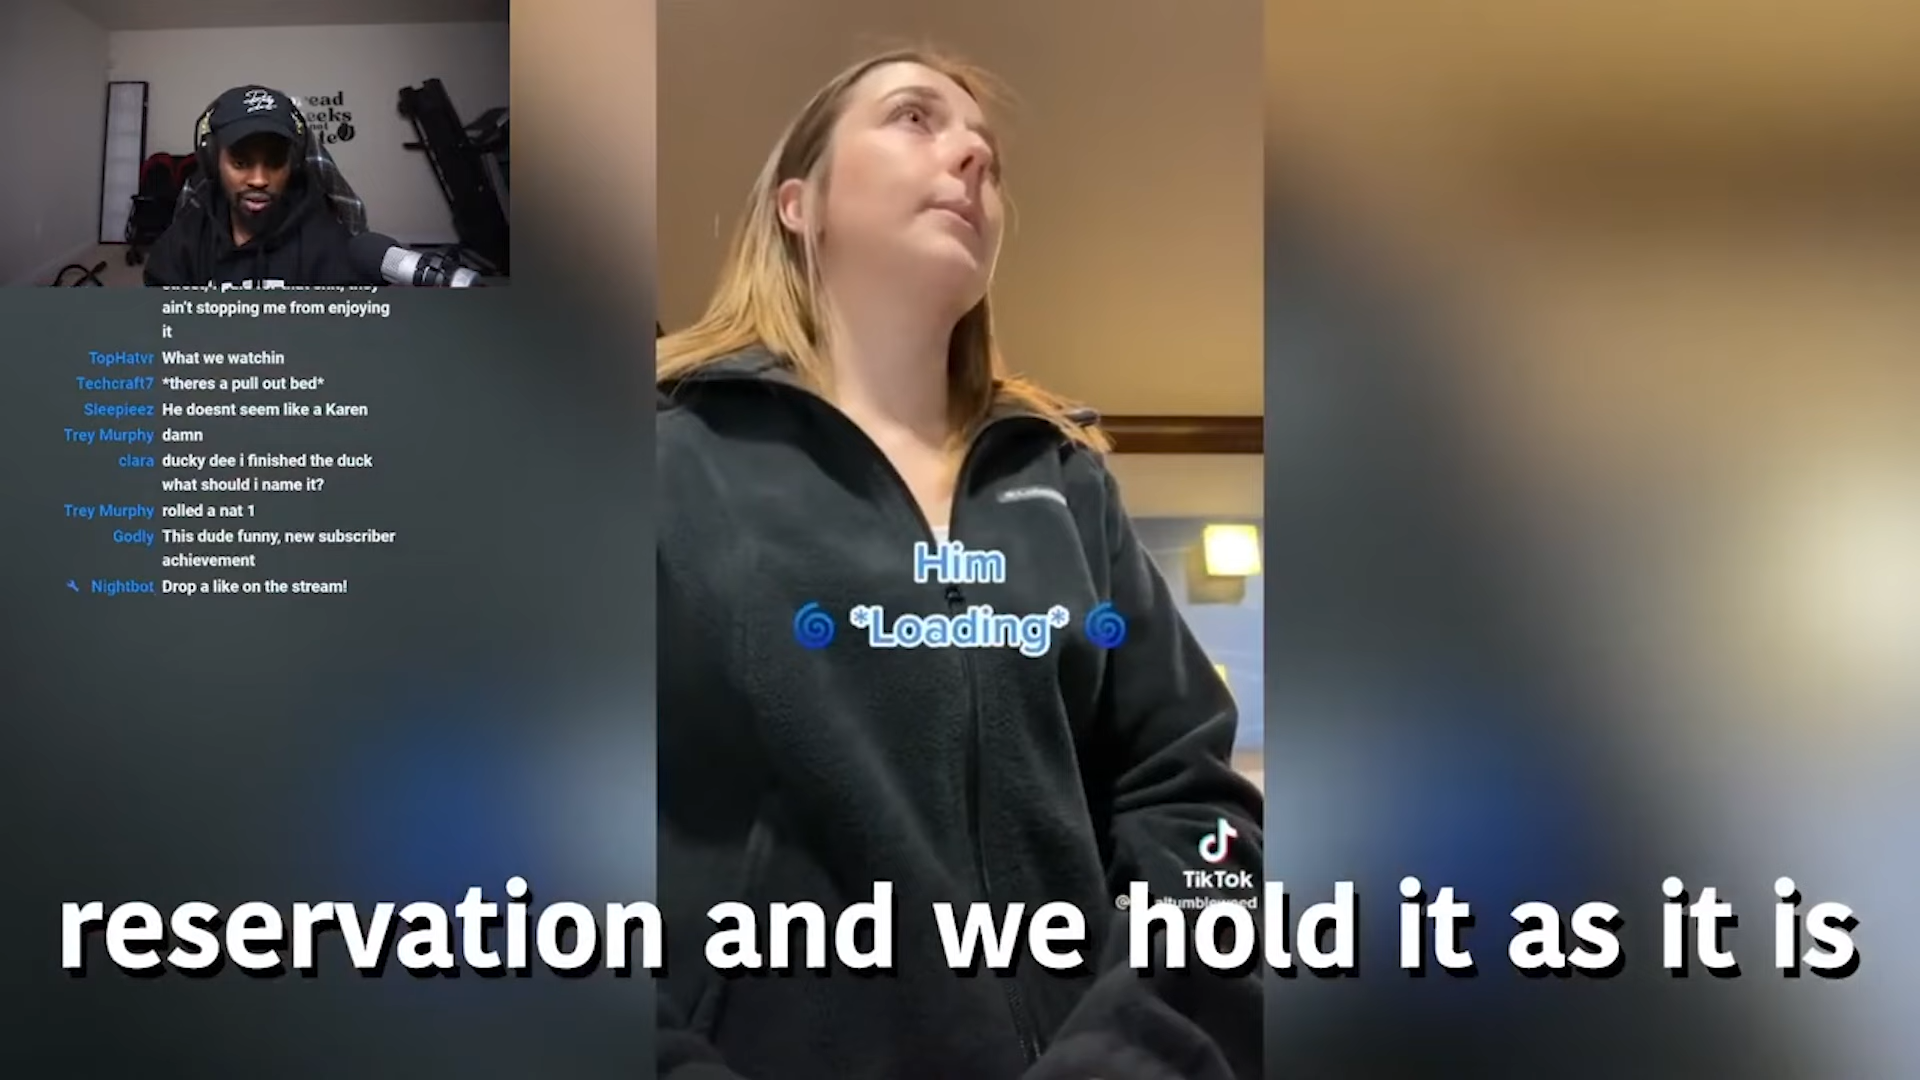 ain't stopping me from enjoying
it
TopHatvr What we watchin
Techcraft7 *theres a pull out bed*
Sleepieez He doesnt seem like a Karen
Trey Murphy damn
clara ducky dee i finished the duck
what should i name it?
Trey Murphy rolled a nat 1
Godly This dude funny, new subscriber
achievement
Nightbot Drop a like on the stream!
Him
🌀 *Loading* 🌀
TikTok
reservation and we hold it as it is